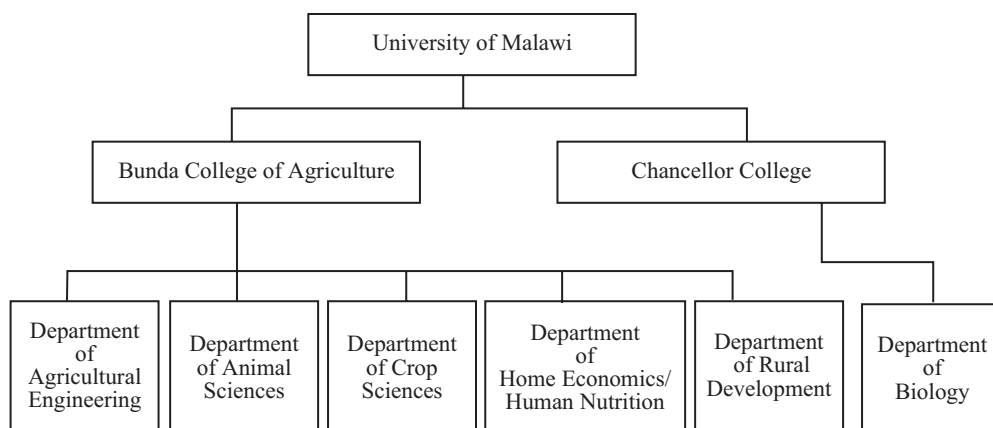 University of Malawi
Bunda College of Agriculture
Chancellor College
Department
of
Agricultural
Engineering
Department
of Animal
Sciences
Department
of Crop
Sciences
Department
of
Home Economics/
Human Nutrition
Department
of Rural
Development
Department
of
Biology